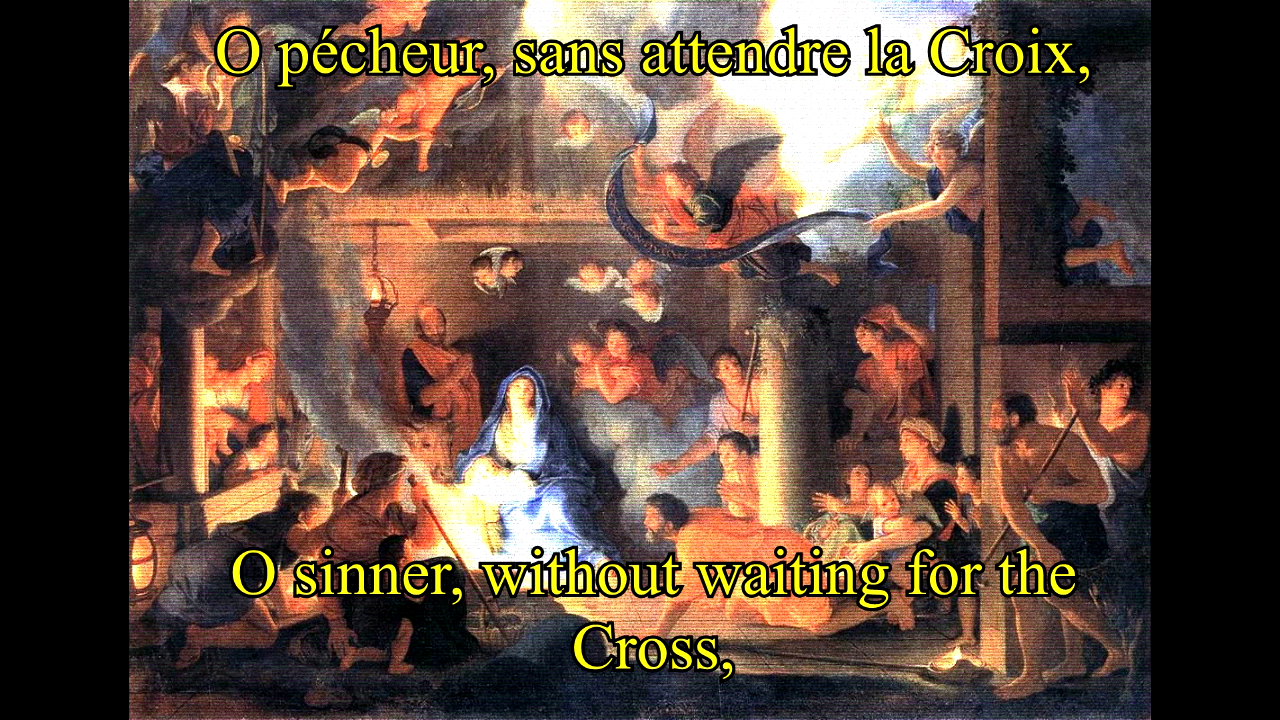 O pécheur, sans attendre la Croix,
O sinner, without waiting for the
Cross,